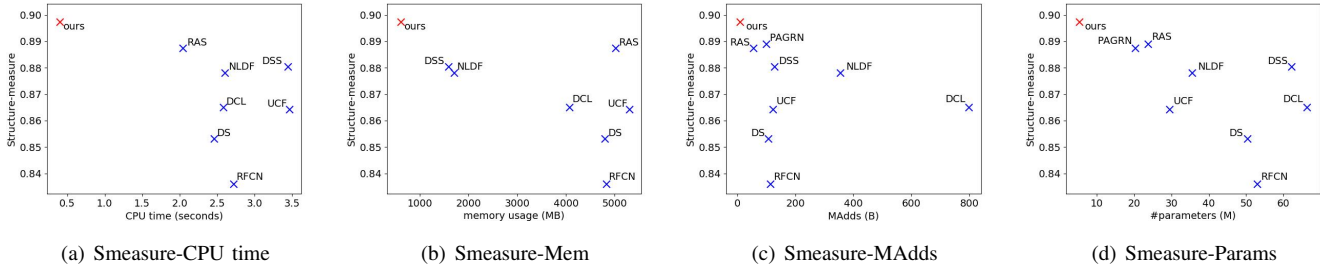 0.90
0.89
0.88
0.87
0.86
0.85
0.84
Structure-measure
ours
RAS
NLDF
DSS
DCL
UCF
DS
RFCN
0.5 1.0 1.5 2.0 2.5 3.0 3.5
CPU time (seconds)
(a) Smeasure-CPU time
0.90
0.89
0.88
0.87
0.86
0.85
0.84
Structure-measure
ours
RAS
DSS
NLDF
DCL
UCF
DS
RFCN
1000 2000 3000 4000 5000
memory usage (MB)
(b) Smeasure-Mem
0.90
0.89
0.88
0.87
0.86
0.85
0.84
Structure-measure
ours
RAS
PAGRN
DSS
NLDF
UCF
DCL
DS
RFCN
0 200 400 600 800
MAdds (B)
(c) Smeasure-MAdds
0.90
0.89
0.88
0.87
0.86
0.85
0.84
Structure-measure
ours
PAGRN
RAS
NLDF
DSS
UCF
DCL
DS
RFCN
10 20 30 40 50 60
#parameters (M)
(d) Smeasure-Params